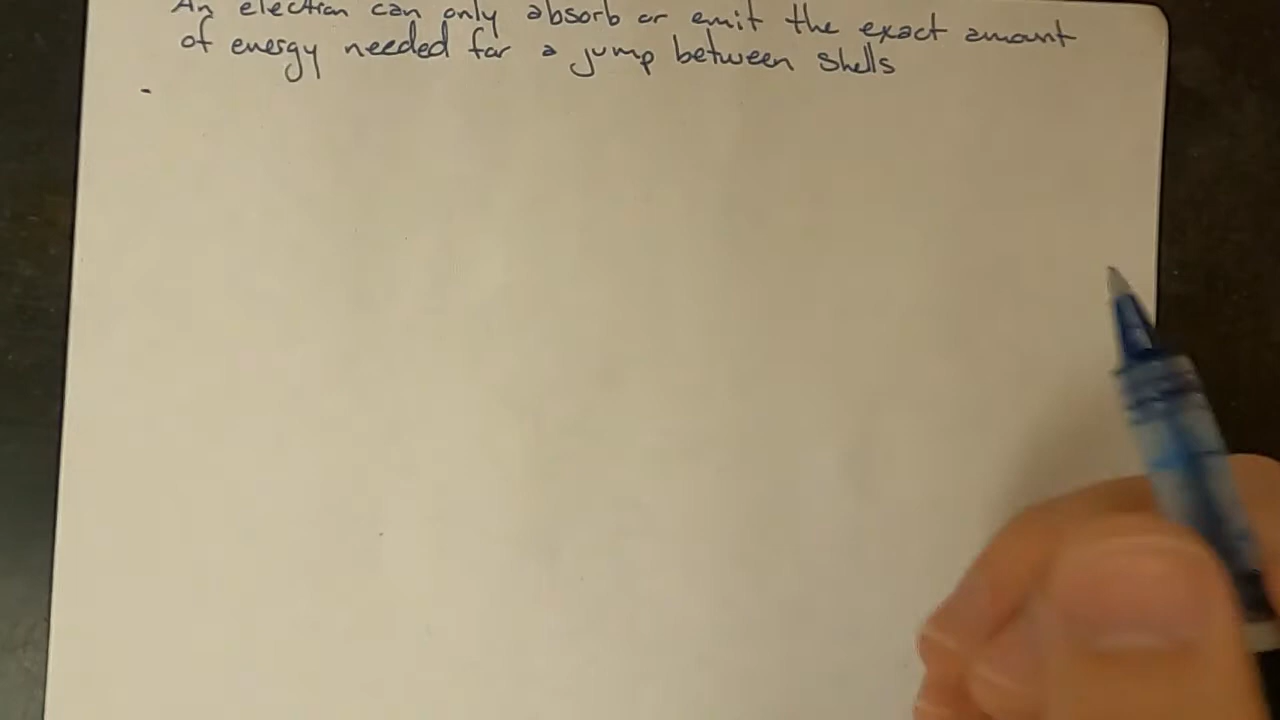 An electron can only absorb or emit the exact amount
of energy needed for a jump between shells